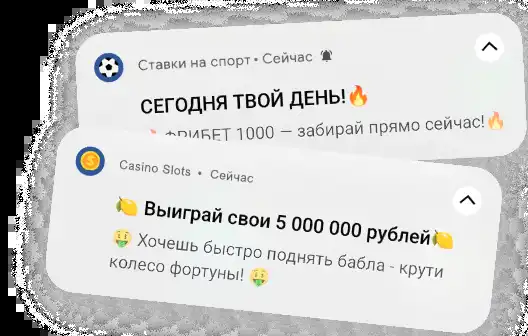 Ставки на спорт • Сейчас
СЕГОДНЯ ТВОЙ ДЕНЬ!🔥
🔥 ФРИБЕТ 1000 — забирай прямо сейчас!🔥
Casino Slots • Сейчас
🍋 Выиграй свои 5 000 000 рублей🍋
🤑 Хочешь быстро поднять бабла - крути
колесо фортуны! 🤑